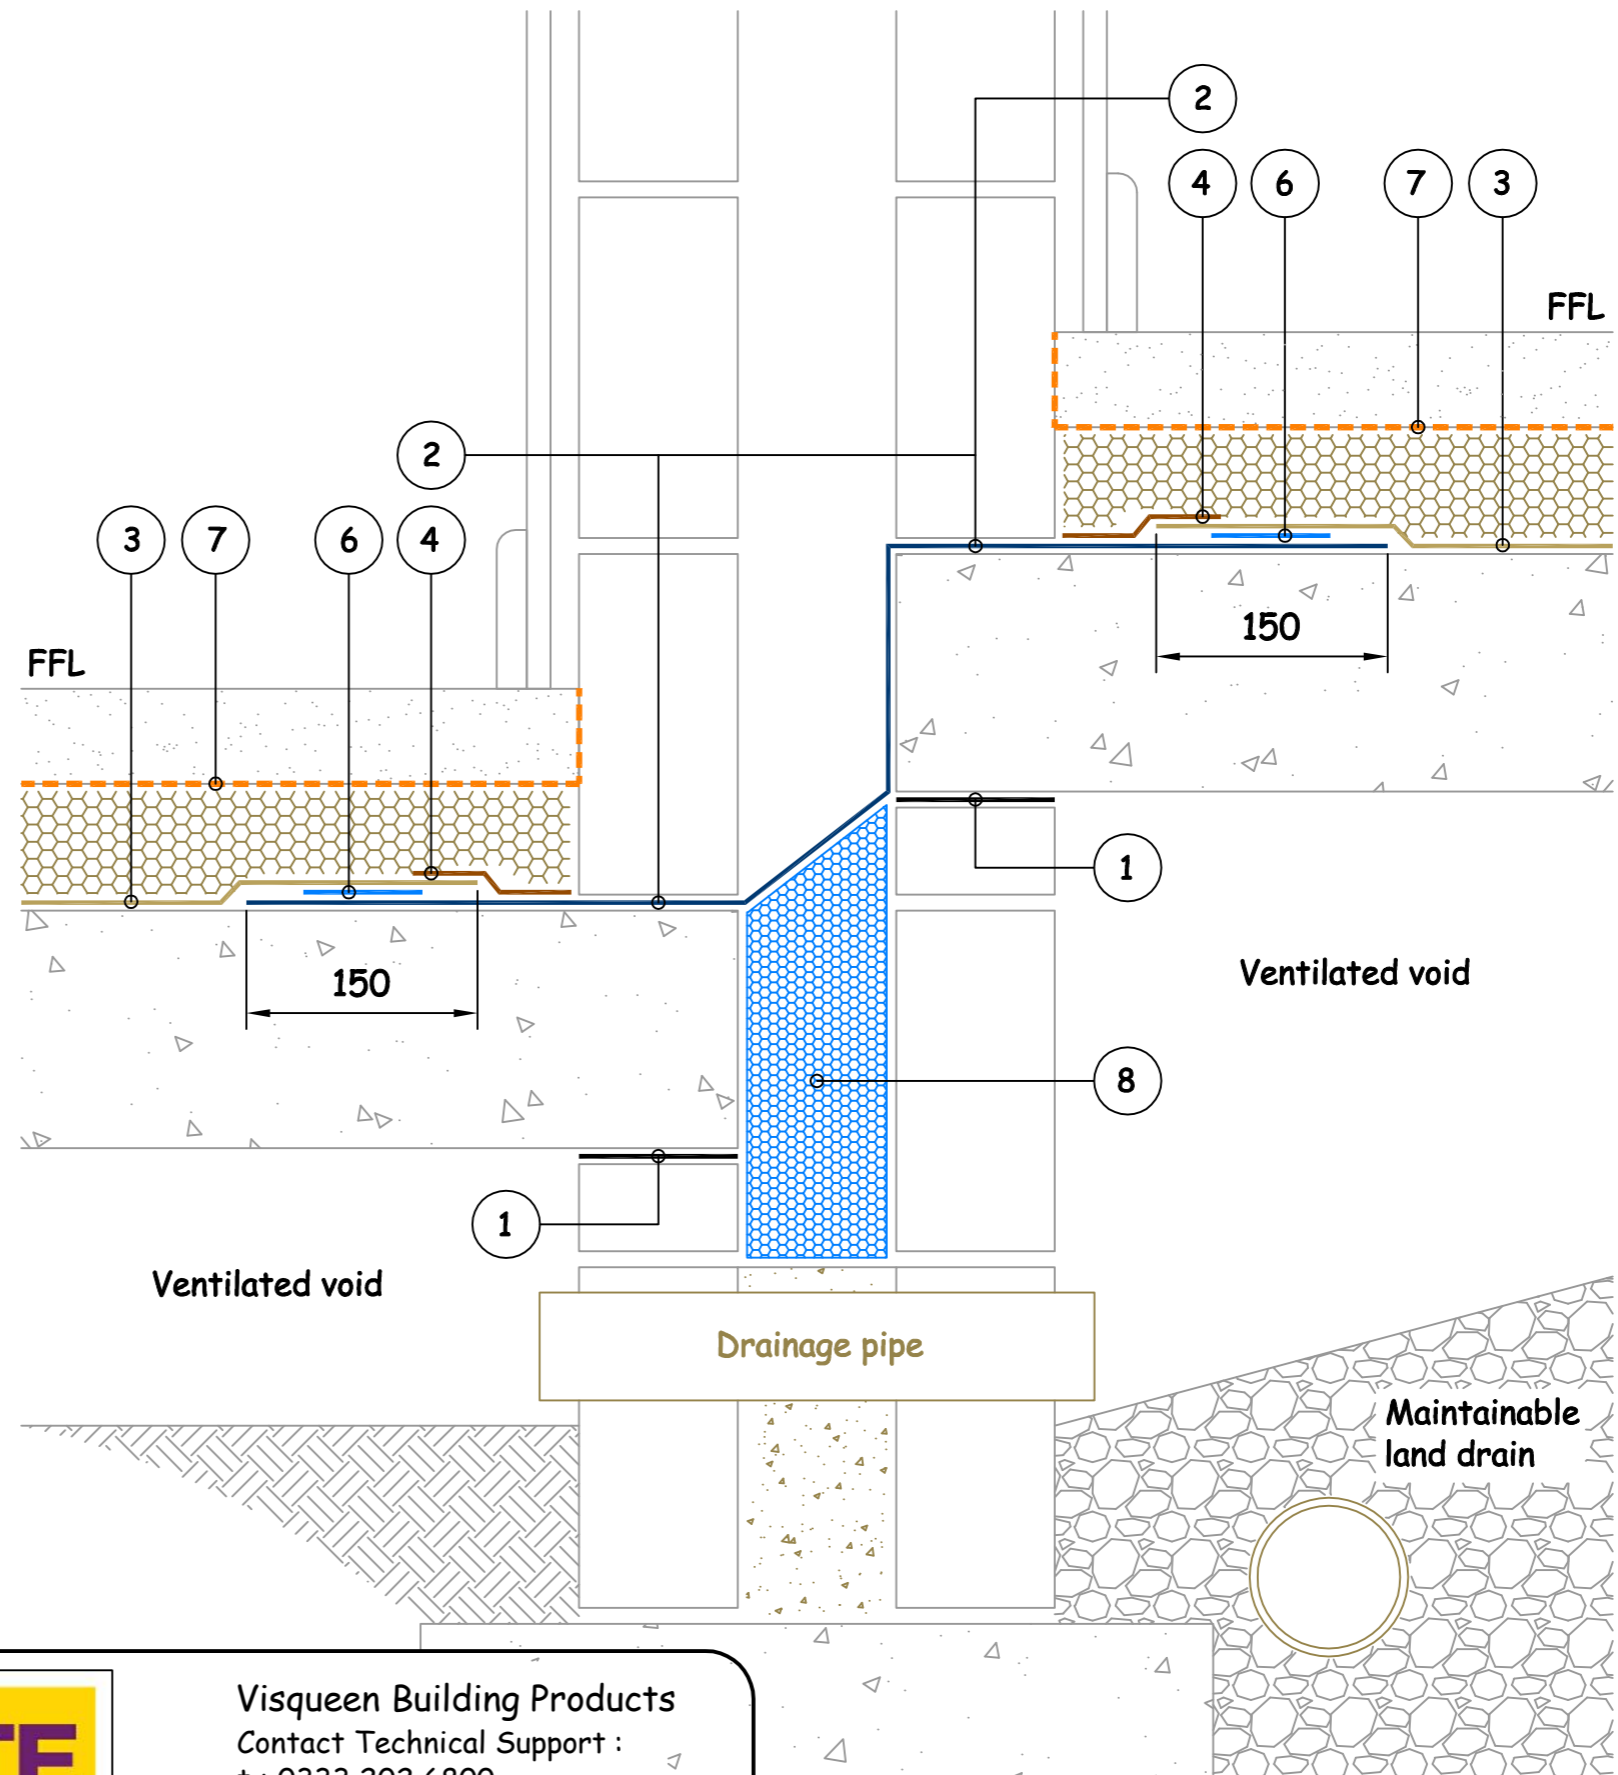 2
4 6 7 3
FFL
2
3 7 6 4
150
FFL
1
150
Ventilated void
8
1
Ventilated void
Drainage pipe
Maintainable
land drain
Visqueen Building Products
Contact Technical Support :